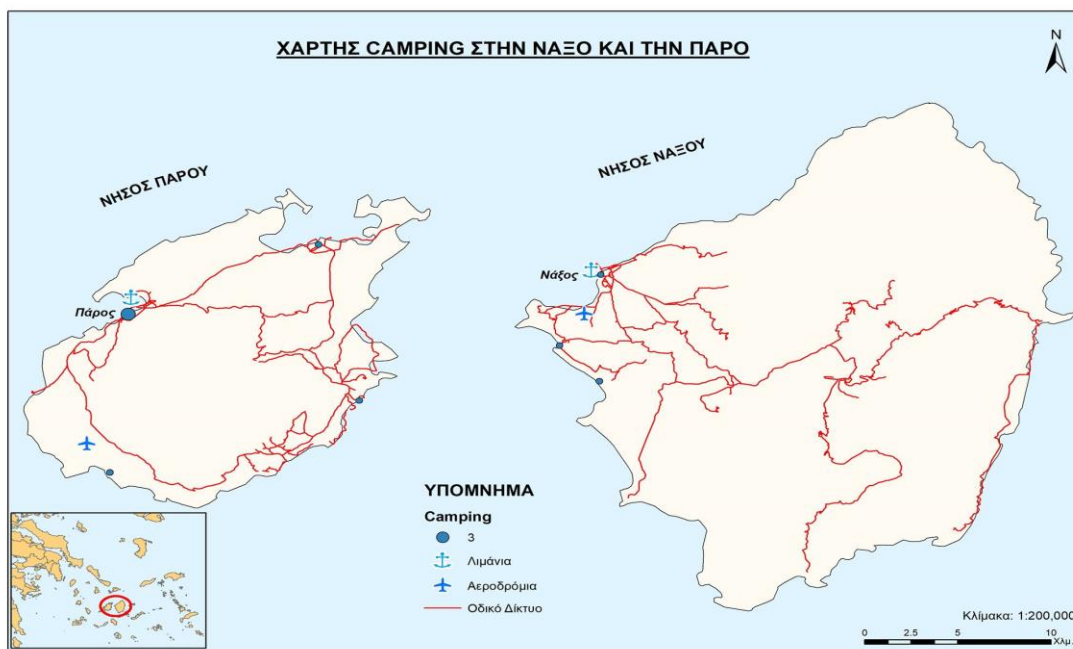 ΧΑΡΤΗΣ CAMPING ΣΤΗΝ ΝΑΞΟ ΚΑΙ ΤΗΝ ΠΑΡΟ
N
ΝΗΣΟΣ ΠΑΡΟΥ
ΝΗΣΟΣ ΝΑΞΟΥ
Νάξος
Πάρος
ΥΠΟΜΝΗΜΑ
Camping
3
Λιμάνια
Αεροδρόμια
Οδικό Δίκτυο
Κλίμακα: 1:200,000
0 2.5 5 10
Χλμ.